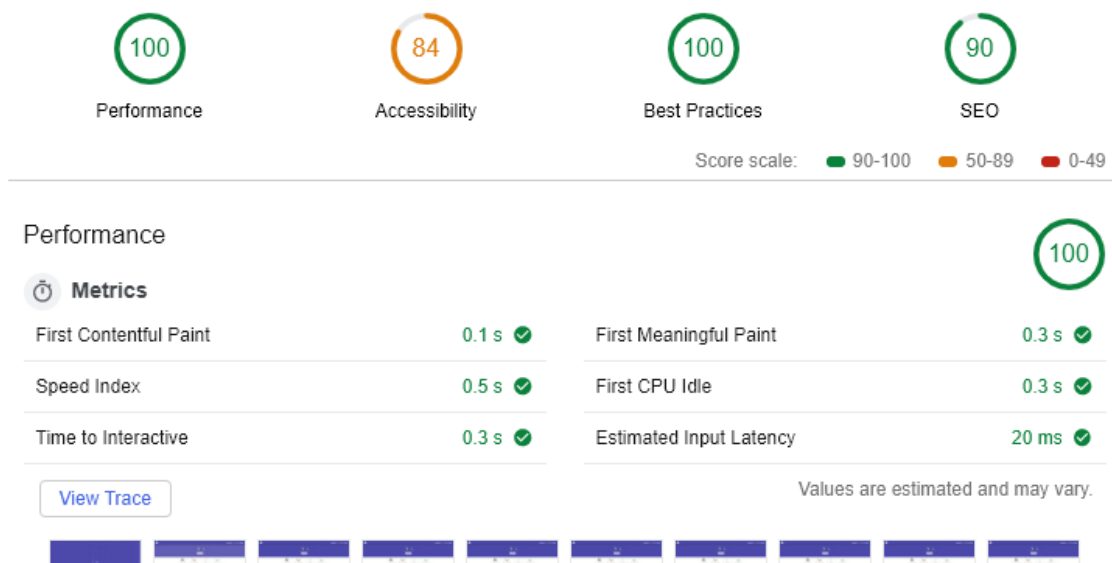 100 84 100 90
Performance Accessibility Best Practices SEO
Score scale: 90-100 50-89 0-49
Performance
100
Metrics
First Contentful Paint 0.1 s First Meaningful Paint 0.3 s
Speed Index 0.5 s First CPU Idle 0.3 s
Time to Interactive 0.3 s Estimated Input Latency 20 ms
View Trace Values are estimated and may vary.